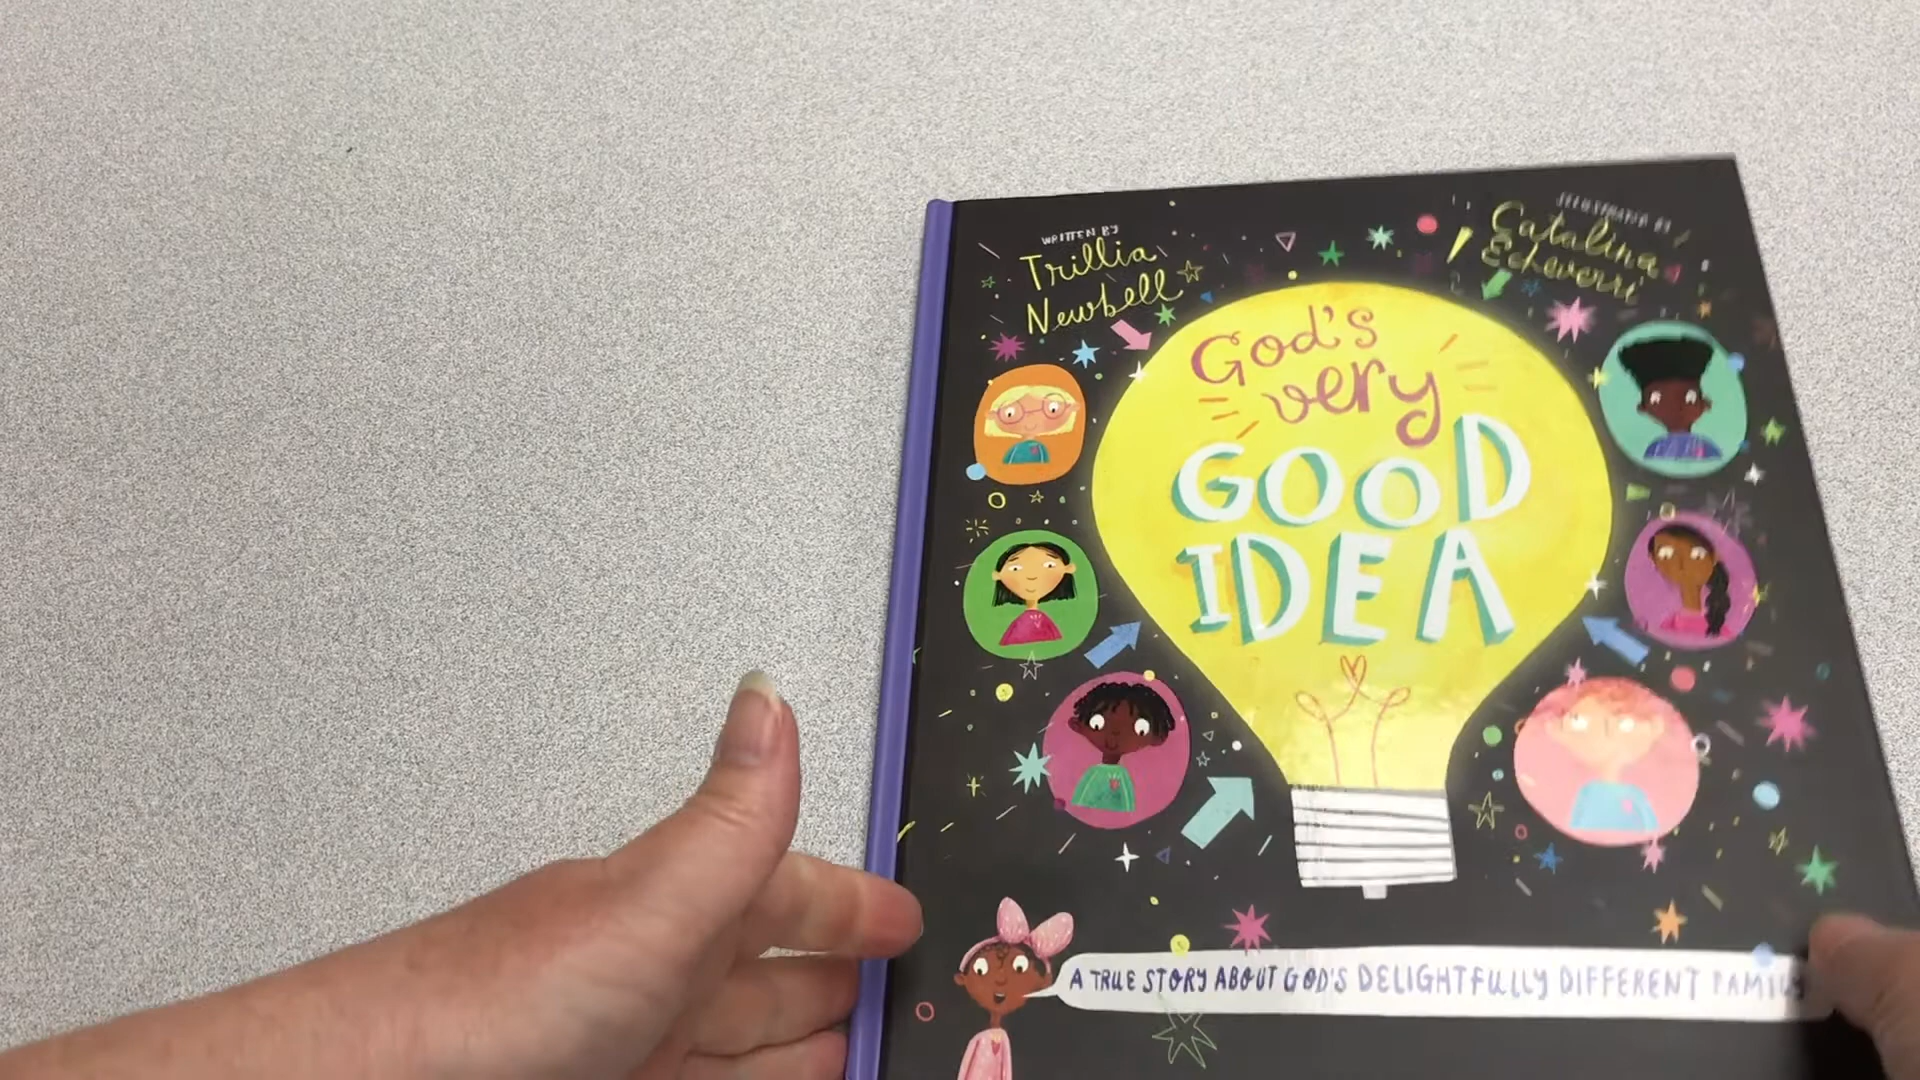 WRITTEN BY
Trillia
Newbell
ILLUSTRATED BY
Catalina
Echeverri
God's
very
GOOD
IDEA
A TRUE STORY ABOUT GOD'S DELIGHTFULLY DIFFERENT FAMILY